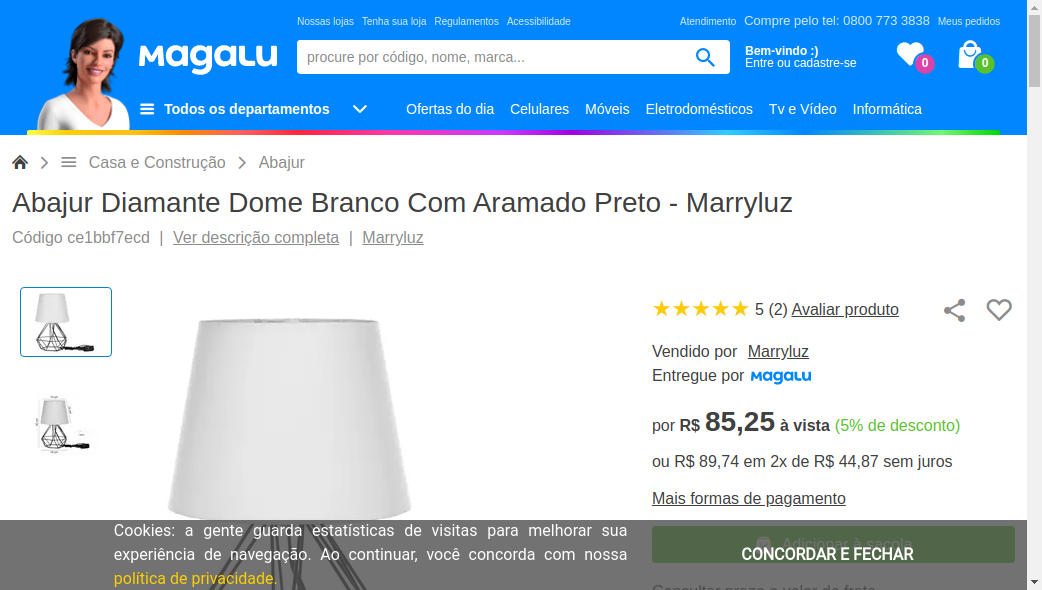 Nossas lojas Tenha sua loja Regulamentos Acessibilidade Atendimento Compre pelo tel: 0800 773 3838 Meus pedidos
Magalu
procure por código, nome, marca...
Bem-vindo :)
Entre ou cadastre-se
0
0
Todos os departamentos Ofertas do dia Celulares Móveis Eletrodomésticos Tv e Vídeo Informática
Casa e Construção Abajur
Abajur Diamante Dome Branco Com Aramado Preto - Marryluz
Código ce1bbf7ecd | Ver descrição completa | Marryluz
5 (2) Avaliar produto
Vendido por Marryluz
Entregue por Magalu
por R$ 85,25 à vista (5% de desconto)
ou R$ 89,74 em 2x de R$ 44,87 sem juros
Mais formas de pagamento
Adicionar à sacola
Consultar prazo e valor do frete
Cookies: a gente guarda estatísticas de visitas para melhorar sua
experiência de navegação. Ao continuar, você concorda com nossa
política de privacidade.
CONCORDAR E FECHAR